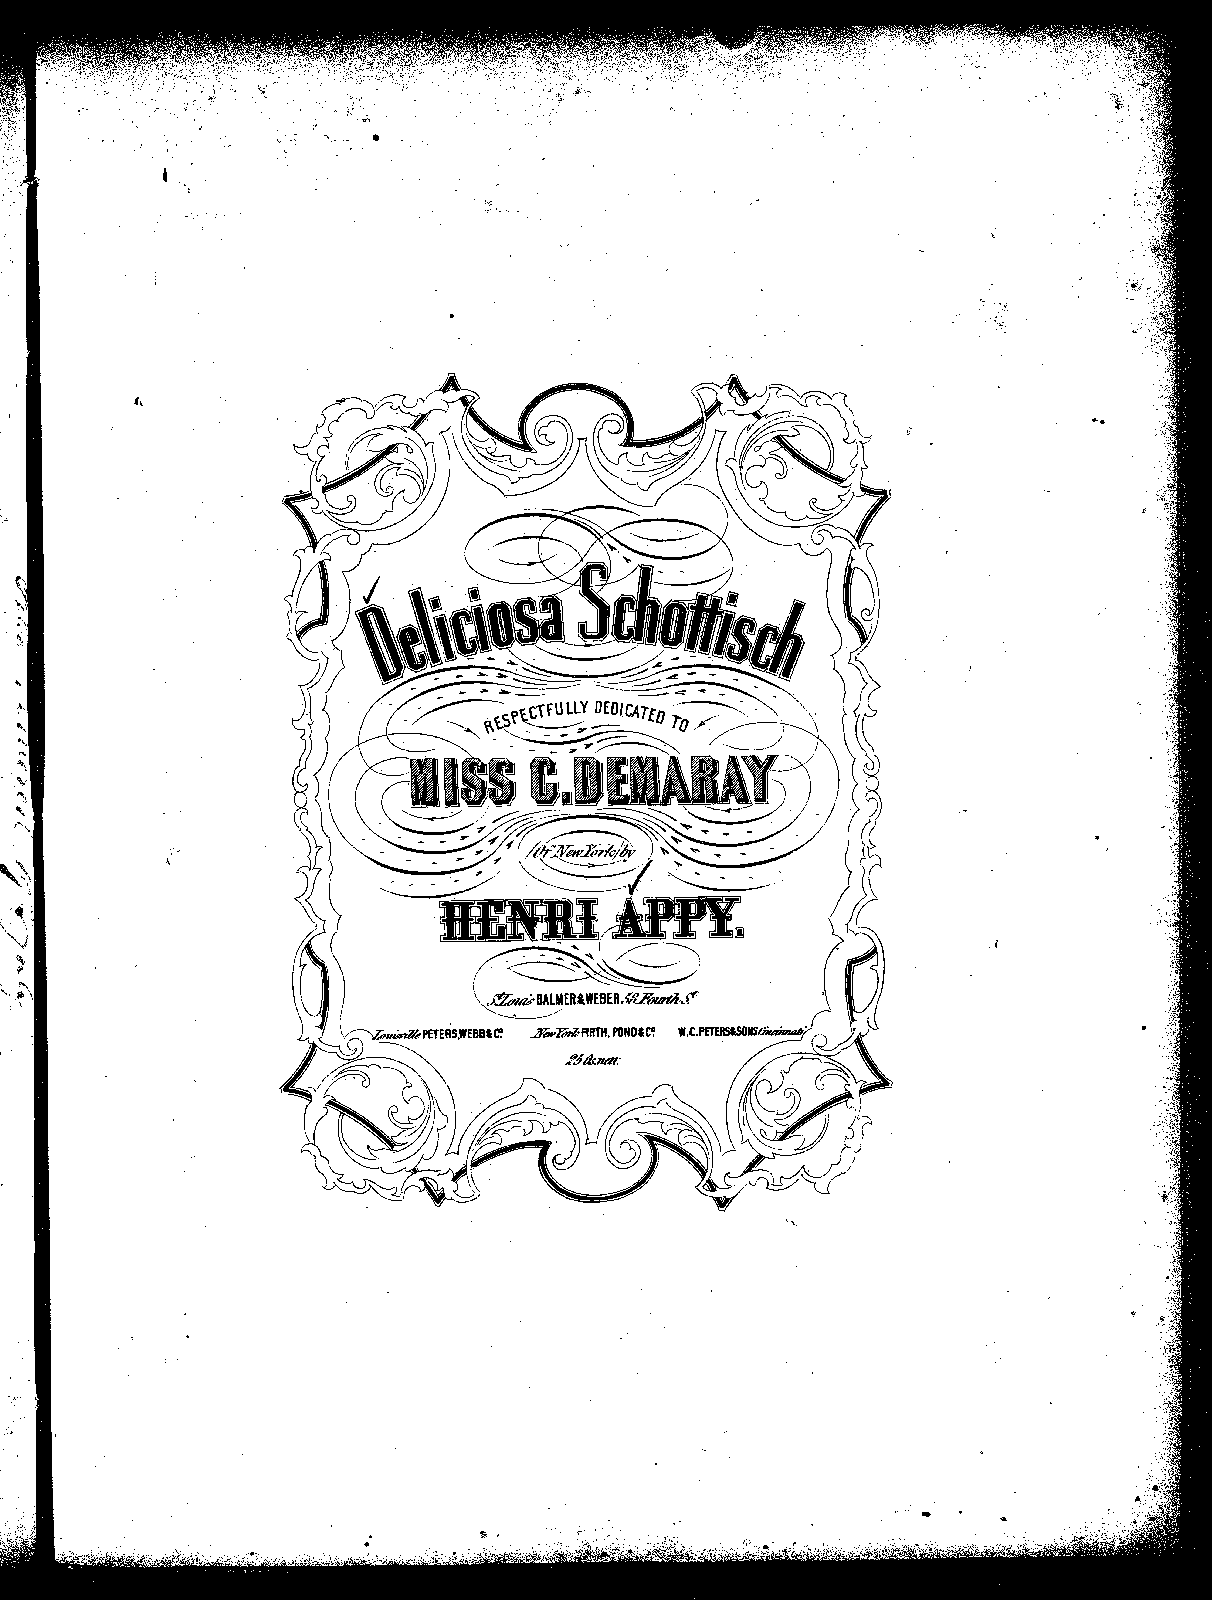 Deliciosa Schottisch
RESPECTFULLY DEDICATED TO
MISS C. DEMARAY
(Of New York) by
HENRI APPY.
St. Louis BALMER & WEBER. 58 Fourth St
Louisville PETERS, WEBB & Co. New York FIRTH, POND & Co. W. C. PETERS & SONS Cincinnati
25 Cts. nett.